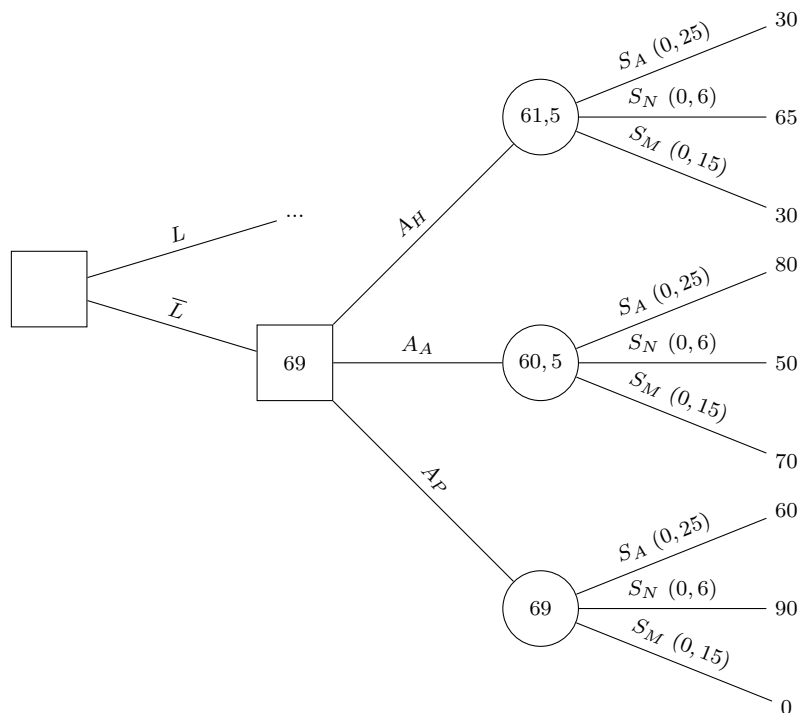 30
S_A (0, 25)
S_N (0, 6)
61,5
65
S_M (0, 15)
30
A_H
...
L
L̅
80
S_A (0, 25)
S_N (0, 6)
A_A
69
60, 5
50
S_M (0, 15)
70
A_P
60
S_A (0, 25)
S_N (0, 6)
69
90
S_M (0, 15)
0